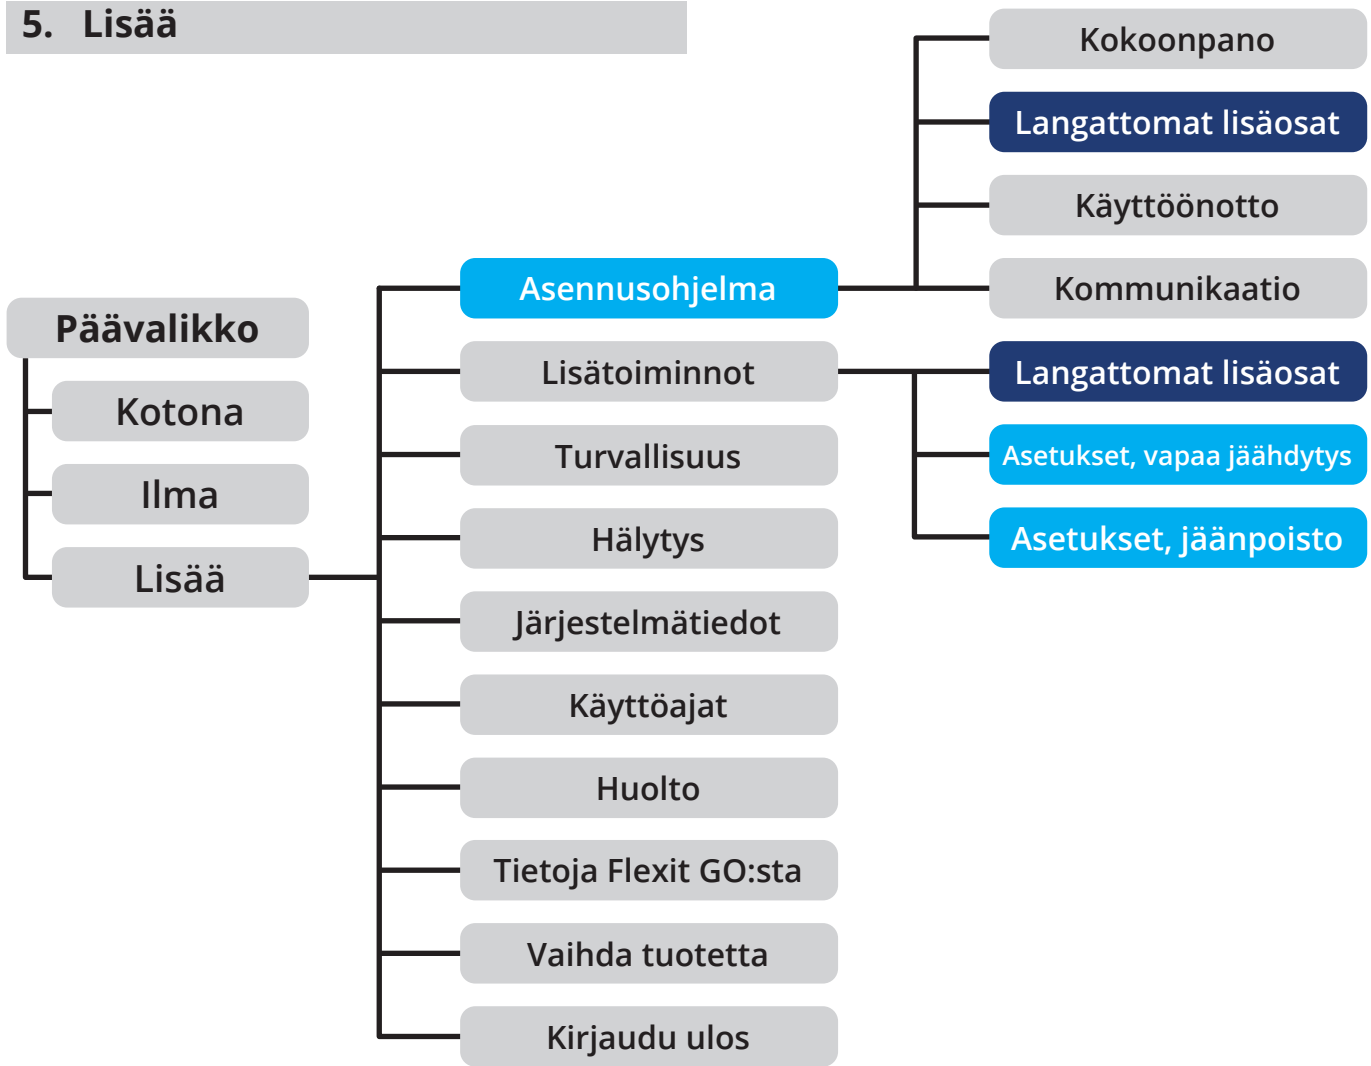 5. Lisää
Päävalikko
Kotona
Ilma
Lisää
Asennusohjelma
Lisätoiminnot
Turvallisuus
Hälytys
Järjestelmätiedot
Käyttöajat
Huolto
Tietoja Flexit GO:sta
Vaihda tuotetta
Kirjaudu ulos
Kokoonpano
Langattomat lisäosat
Käyttöönotto
Kommunikaatio
Langattomat lisäosat
Asetukset, vapaa jäähdytys
Asetukset, jäänpoisto